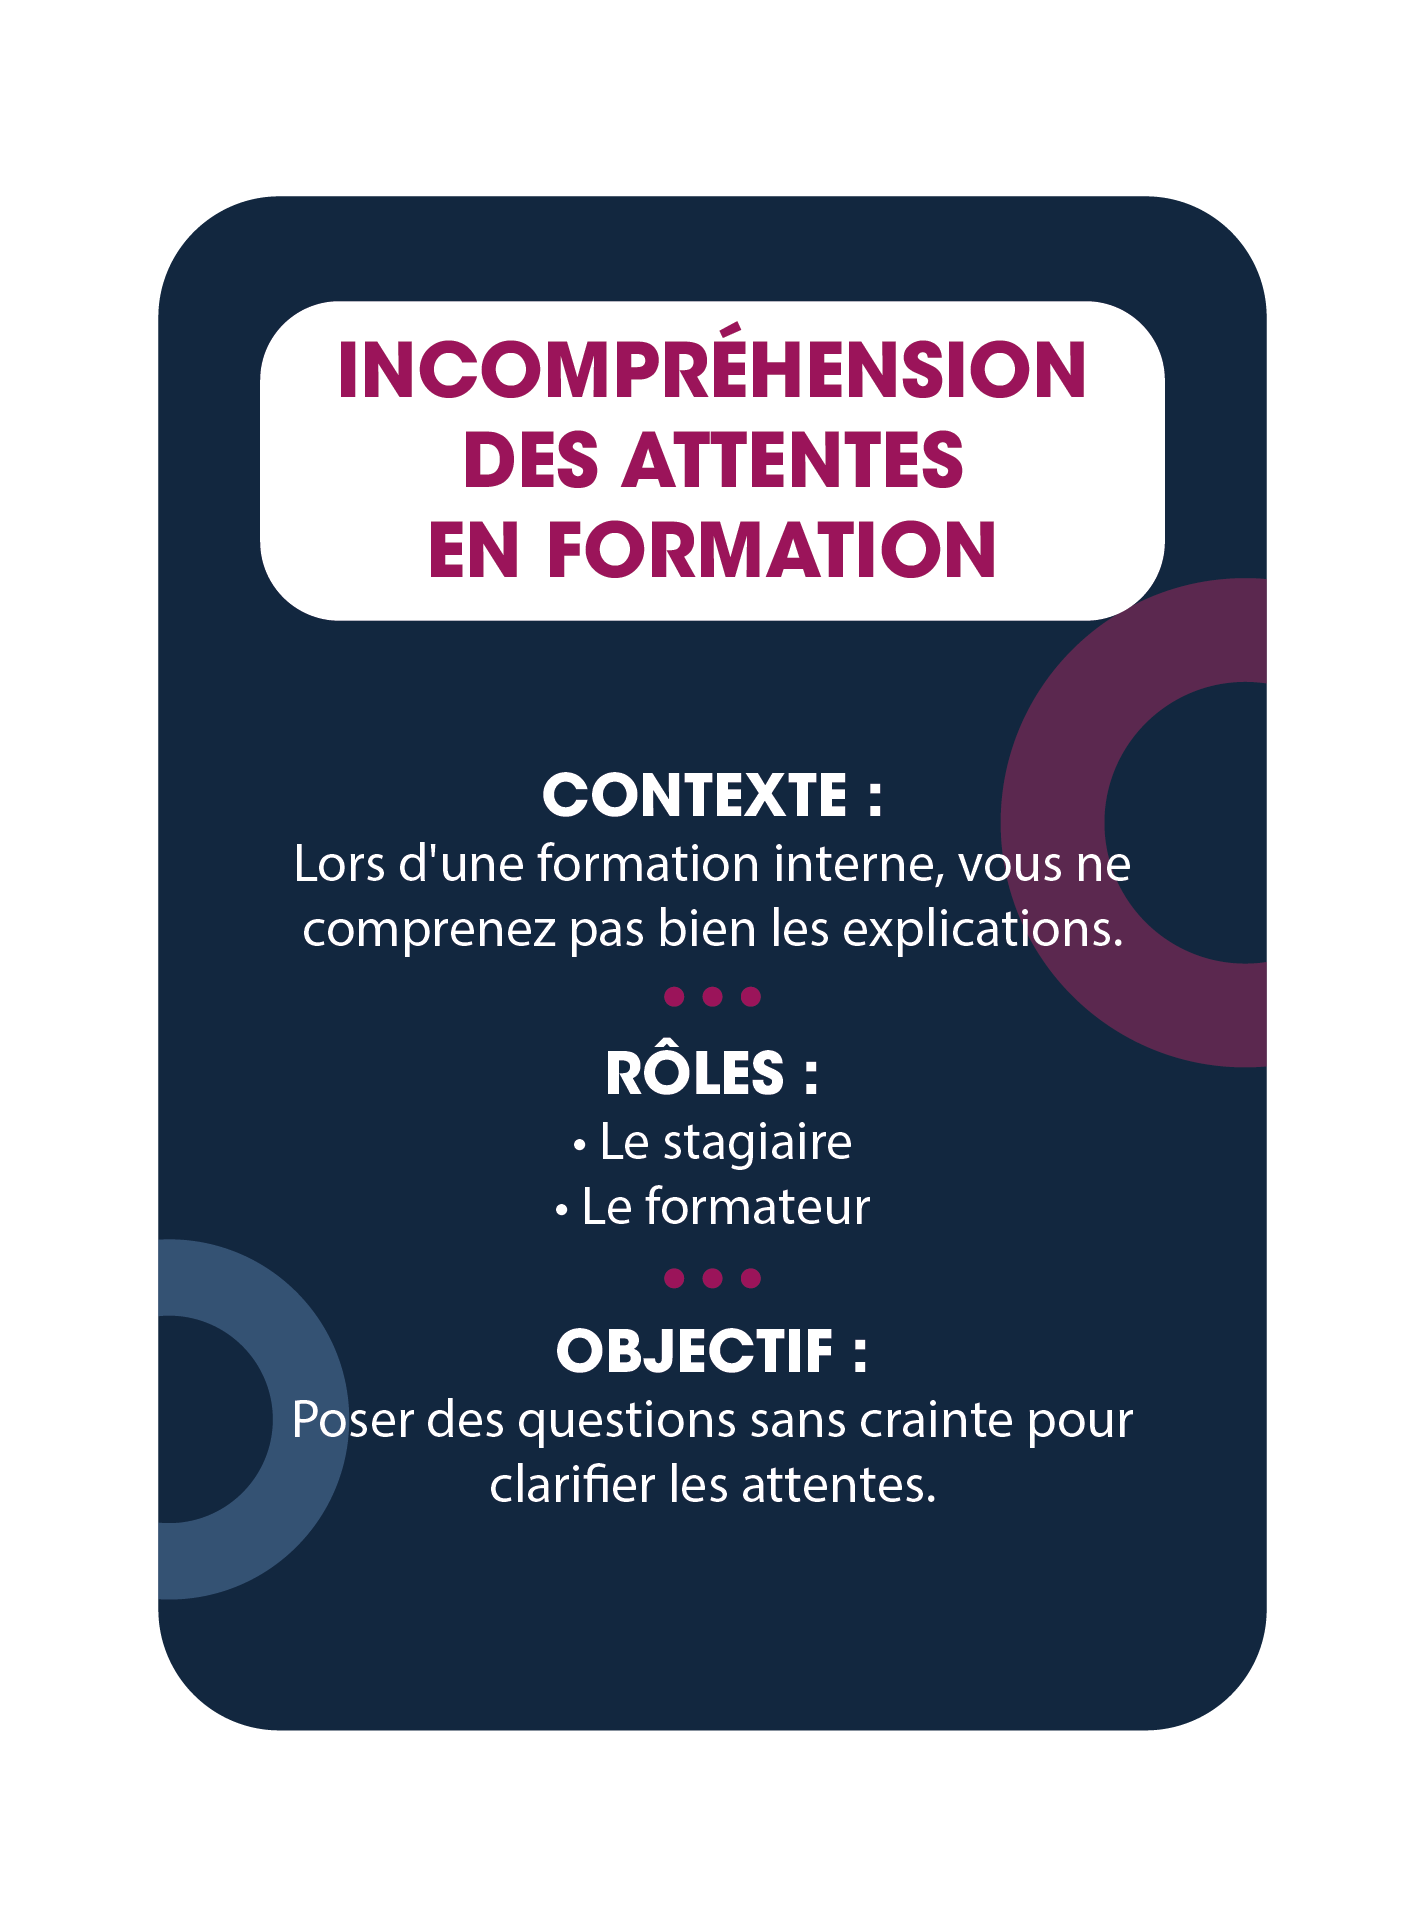 INCOMPRÉHENSION
DES ATTENTES
EN FORMATION
CONTEXTE :
Lors d'une formation interne, vous ne
comprenez pas bien les explications.
RÔLES :
• Le stagiaire
• Le formateur
OBJECTIF :
Poser des questions sans crainte pour
clarifier les attentes.